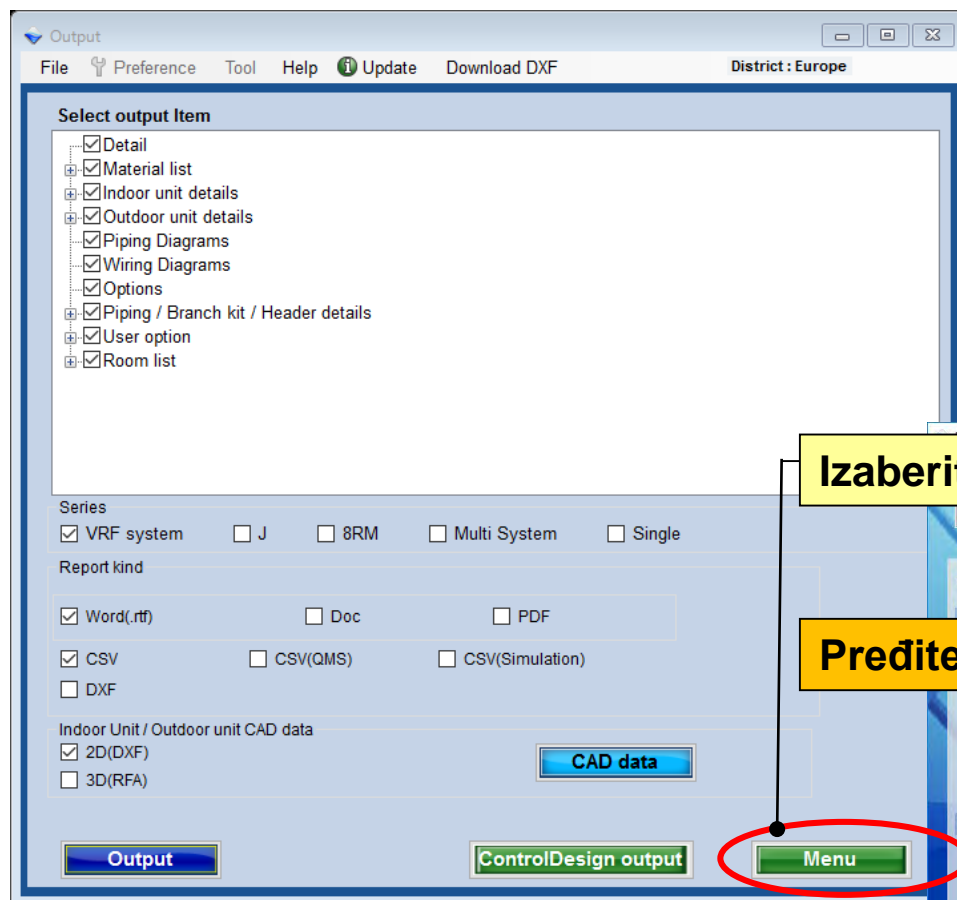 Output
File Preference Tool Help Update Download DXF District : Europe
Select output Item
Detail
Material list
Indoor unit details
Outdoor unit details
Piping Diagrams
Wiring Diagrams
Options
Piping / Branch kit / Header details
User option
Room list
Series
VRF system J 8RM Multi System Single
Report kind
Word(.rtf) Doc PDF
CSV CSV(QMS) CSV(Simulation)
DXF
Indoor Unit / Outdoor unit CAD data
2D(DXF)
3D(RFA)
CAD data
Output ControlDesign output Menu
Pređite